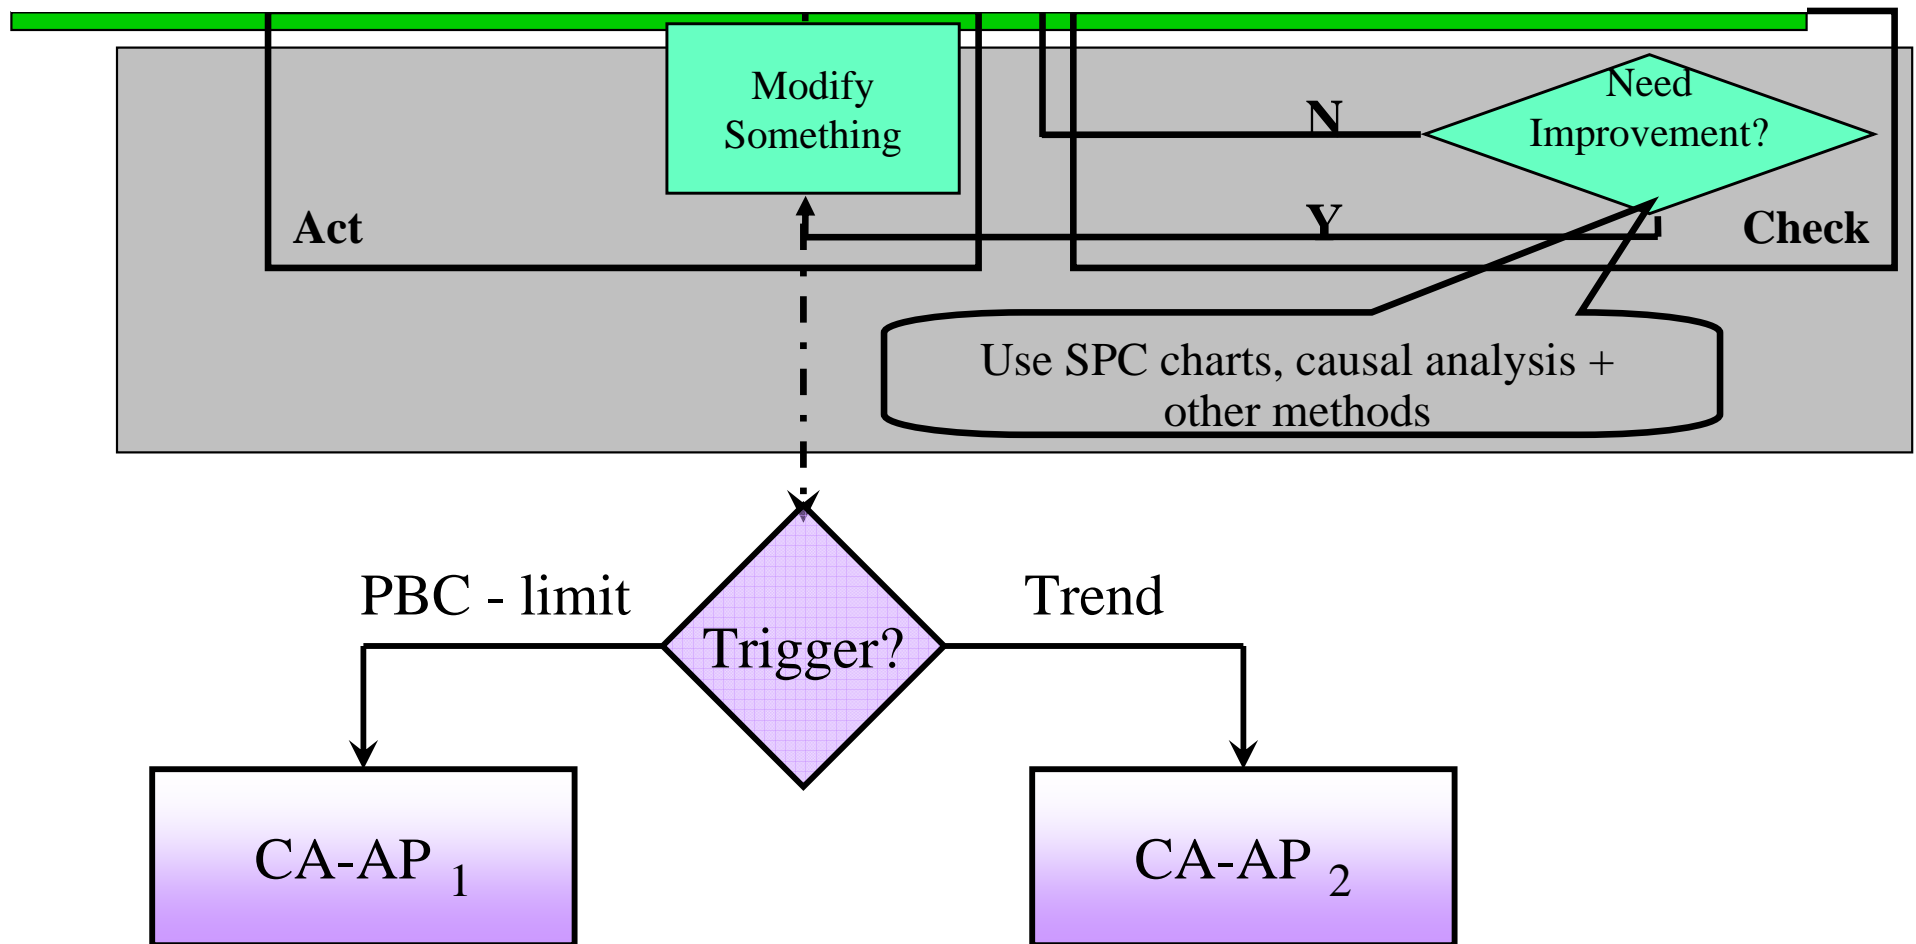 Modify
Something
Need
Improvement?
N
Y
Act
Check
Use SPC charts, causal analysis +
other methods
PBC - limit
Trend
Trigger?
CA-AP 1
CA-AP 2